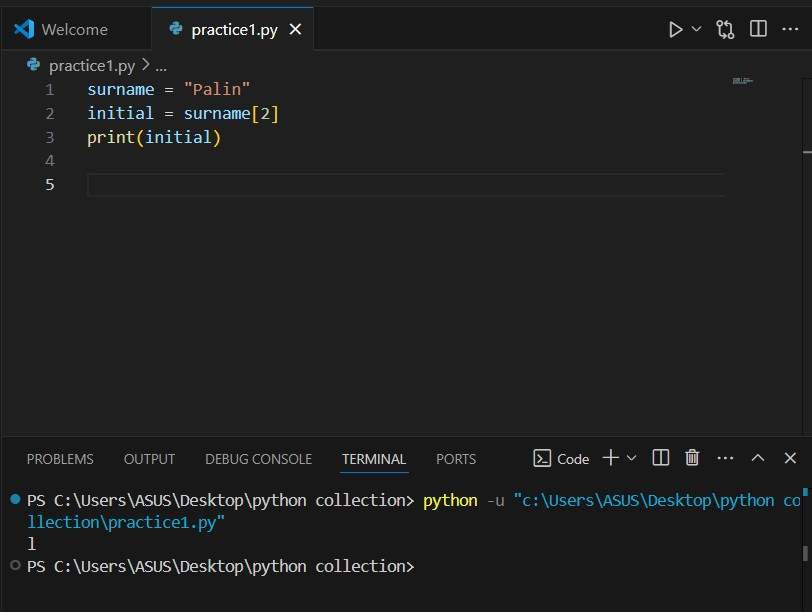 Welcome
practice1.py
practice1.py > ...
1 surname = "Palin"
2 initial = surname[2]
3 print(initial)
4
5
PROBLEMS OUTPUT DEBUG CONSOLE TERMINAL PORTS Code
PS C:\Users\ASUS\Desktop\python collection> python -u "c:\Users\ASUS\Desktop\python co
llection\practice1.py"
l
PS C:\Users\ASUS\Desktop\python collection>